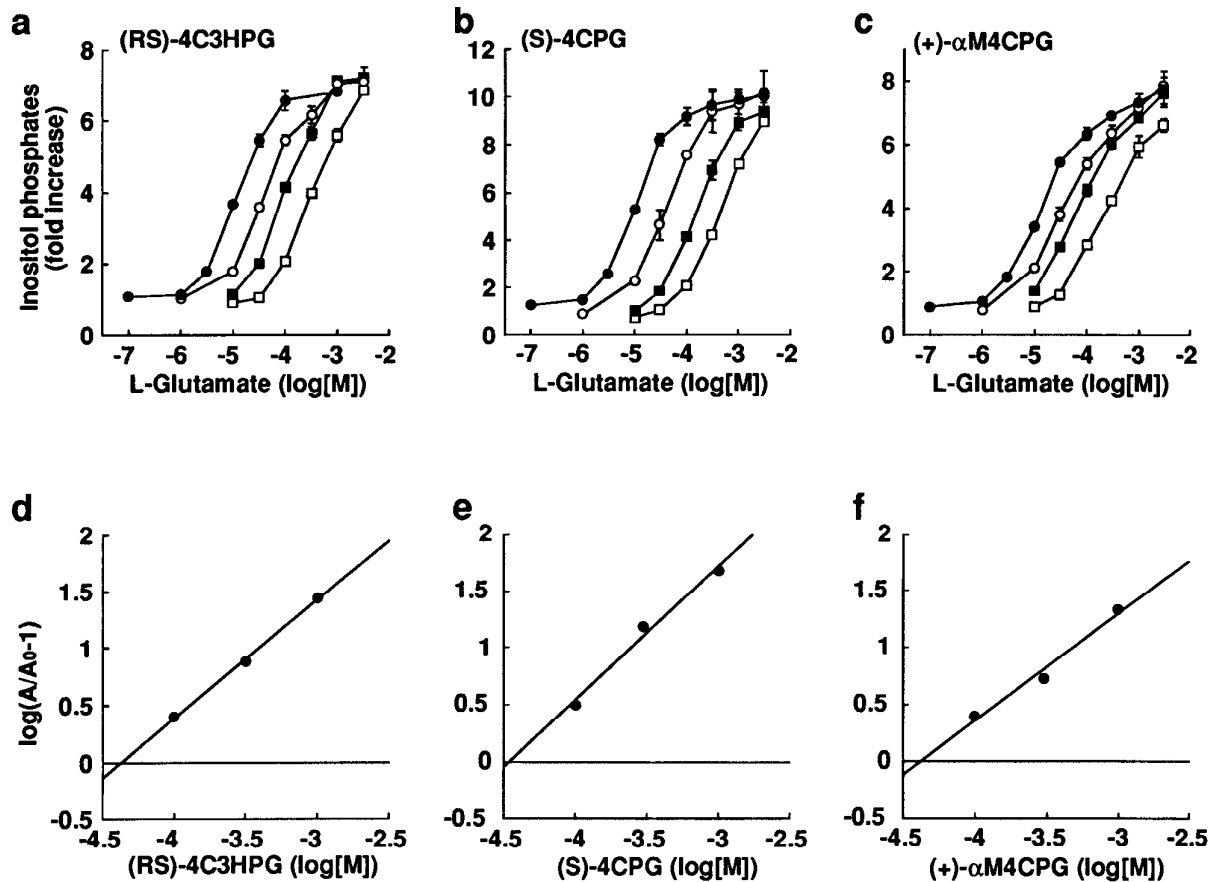 a
(RS)-4C3HPG
Inositol phosphates
(fold increase)
8
6
4
2
0
-7 -6 -5 -4 -3 -2
L-Glutamate (log[M])
b
(S)-4CPG
12
10
8
6
4
2
0
-7 -6 -5 -4 -3 -2
L-Glutamate (log[M])
c
(+)-αM4CPG
8
6
4
2
0
-7 -6 -5 -4 -3 -2
L-Glutamate (log[M])
d
log(A/A0-1)
2
1.5
1
0.5
0
-0.5
-4.5 -4 -3.5 -3 -2.5
(RS)-4C3HPG (log[M])
e
2
1.5
1
0.5
0
-0.5
-4.5 -4 -3.5 -3 -2.5
(S)-4CPG (log[M])
f
2
1.5
1
0.5
0
-0.5
-4.5 -4 -3.5 -3 -2.5
(+)-αM4CPG (log[M])